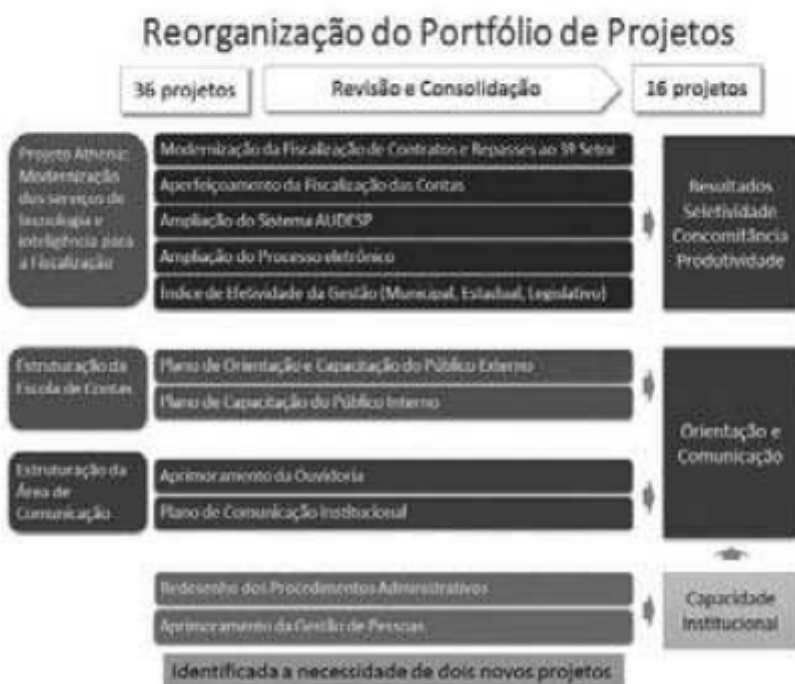 Reorganização do Portfólio de Projetos
36 projetos
Revisão e Consolidação
16 projetos
Projeto Athena:
Modernização
dos serviços de
tecnologia e
inteligência para
a Fiscalização
Modernização da Fiscalização de Contratos e Repasses ao 3º Setor
Aperfeiçoamento da Fiscalização das Contas
Ampliação do Sistema AUDESP
Ampliação do Processo eletrônico
Índice de Efetividade da Gestão (Municipal, Estadual, Legislativo)
Resultados
Seletividade
Concomitância
Produtividade
Estruturação da
Escola de Contas
Plano de Orientação e Capacitação do Público Externo
Plano de Capacitação do Público Interno
Estruturação da
Área de
Comunicação
Aprimoramento da Ouvidoria
Plano de Comunicação Institucional
Orientação e
Comunicação
Redesenho dos Procedimentos Administrativos
Aprimoramento da Gestão de Pessoas
Capacidade
Institucional
Identificada a necessidade de dois novos projetos